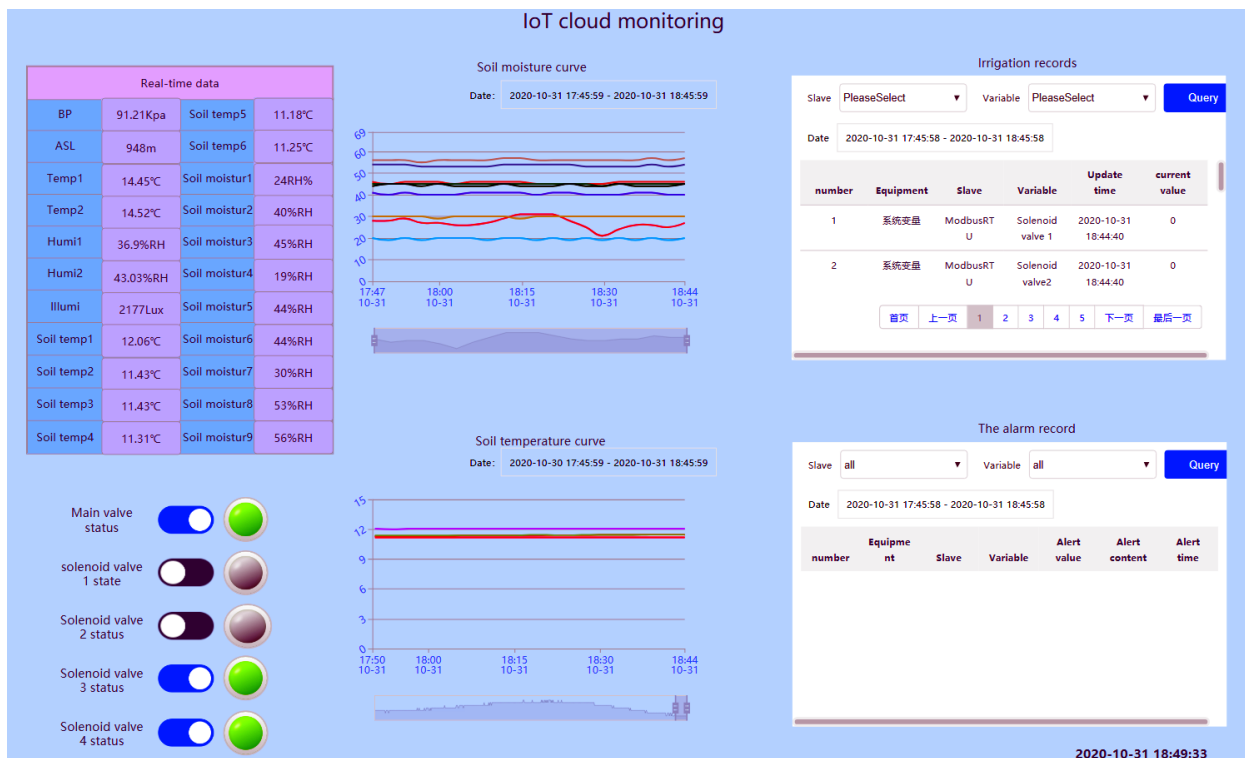 IoT cloud monitoring
Real-time data
BP 91.21Kpa Soil temp5 11.18℃
ASL 948m Soil temp6 11.25℃
Temp1 14.45℃ Soil moistur1 24RH%
Temp2 14.52℃ Soil moistur2 40%RH
Humi1 36.9%RH Soil moistur3 45%RH
Humi2 43.03%RH Soil moistur4 19%RH
Illumi 2177Lux Soil moistur5 44%RH
Soil temp1 12.06℃ Soil moistur6 44%RH
Soil temp2 11.43℃ Soil moistur7 30%RH
Soil temp3 11.43℃ Soil moistur8 53%RH
Soil temp4 11.31℃ Soil moistur9 56%RH
Main valve
status
solenoid valve
1 state
Solenoid valve
2 status
Solenoid valve
3 status
Solenoid valve
4 status
Soil moisture curve
Date: 2020-10-31 17:45:59 - 2020-10-31 18:45:59
69
60
50
40
30
20
10
0
17:47 18:00 18:15 18:30 18:44
10-31 10-31 10-31 10-31 10-31
Soil temperature curve
Date: 2020-10-30 17:45:59 - 2020-10-31 18:45:59
15
12
9
6
3
0
17:50 18:00 18:15 18:30 18:44
10-31 10-31 10-31 10-31 10-31
Irrigation records
Slave PleaseSelect ▼ Variable PleaseSelect ▼ Query
Date 2020-10-31 17:45:58 - 2020-10-31 18:45:58
Update current
number Equipment Slave Variable time value
1 系统变量 ModbusRT Solenoid 2020-10-31 0
U valve 1 18:44:40
2 系统变量 ModbusRT Solenoid 2020-10-31 0
U valve2 18:44:40
首页 上一页 1 2 3 4 5 下一页 最后一页
The alarm record
Slave all ▼ Variable all ▼ Query
Date 2020-10-31 17:45:58 - 2020-10-31 18:45:58
Equipme Alert Alert Alert
number nt Slave Variable value content time
2020-10-31 18:49:33